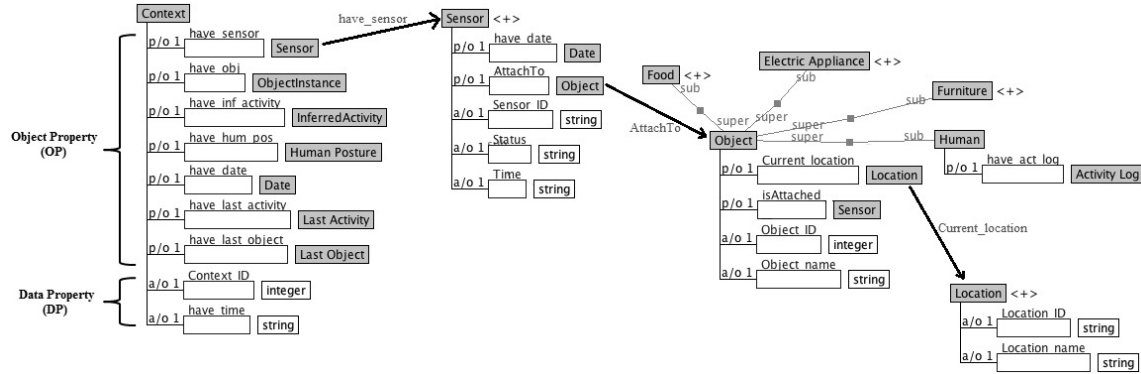 Context
Object Property
(OP)
p/o 1 have_sensor Sensor
p/o 1 have_obj ObjectInstance
p/o 1 have_inf_activity InferredActivity
p/o 1 have_hum_pos Human Posture
p/o 1 have_date Date
p/o 1 have_last_activity Last Activity
p/o 1 have_last_object Last Object
Data Property
(DP)
a/o 1 Context_ID integer
a/o 1 have_time string
have_sensor
Sensor <+>
p/o 1 have_date Date
p/o 1 AttachTo Object
a/o 1 Sensor_ID string
a/o 1 Status string
a/o 1 Time string
AttachTo
Food <+>
sub
super
Electric Appliance <+>
sub
super
Furniture <+>
sub
super
Human
sub
super
p/o 1 have_act_log Activity Log
Object
p/o 1 Current_location Location
p/o 1 isAttached Sensor
a/o 1 Object_ID integer
a/o 1 Object_name string
Current_location
Location <+>
a/o 1 Location_ID string
a/o 1 Location_name string